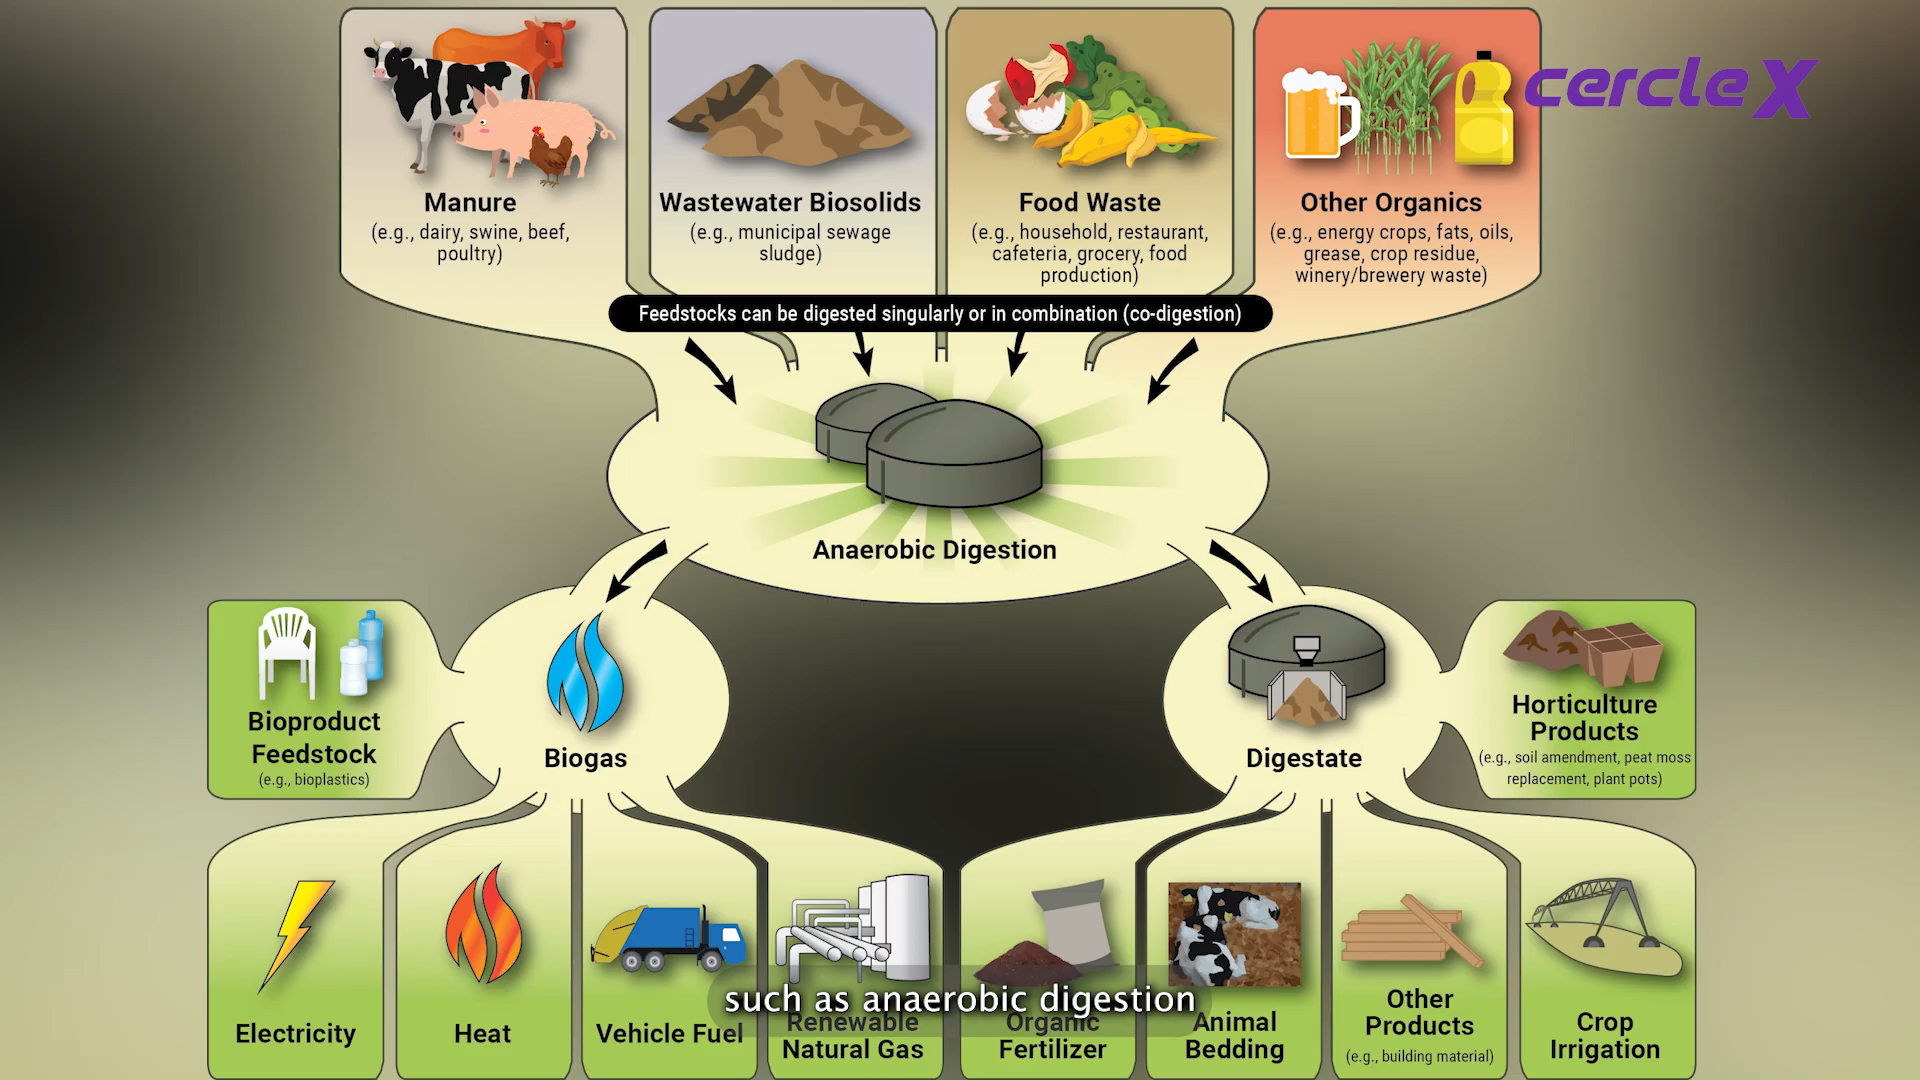 cercleX
Manure
(e.g., dairy, swine, beef,
poultry)
Wastewater Biosolids
(e.g., municipal sewage
sludge)
Food Waste
(e.g., household, restaurant,
cafeteria, grocery, food
production)
Other Organics
(e.g., energy crops, fats, oils,
grease, crop residue,
winery/brewery waste)
Feedstocks can be digested singularly or in combination (co-digestion)
Anaerobic Digestion
Bioproduct
Feedstock
(e.g., bioplastics)
Biogas
Digestate
Horticulture
Products
(e.g., soil amendment, peat moss
replacement, plant pots)
Electricity
Heat
Vehicle Fuel
Renewable
Natural Gas
Organic
Fertilizer
Animal
Bedding
Other
Products
(e.g., building material)
Crop
Irrigation
such as anaerobic digestion